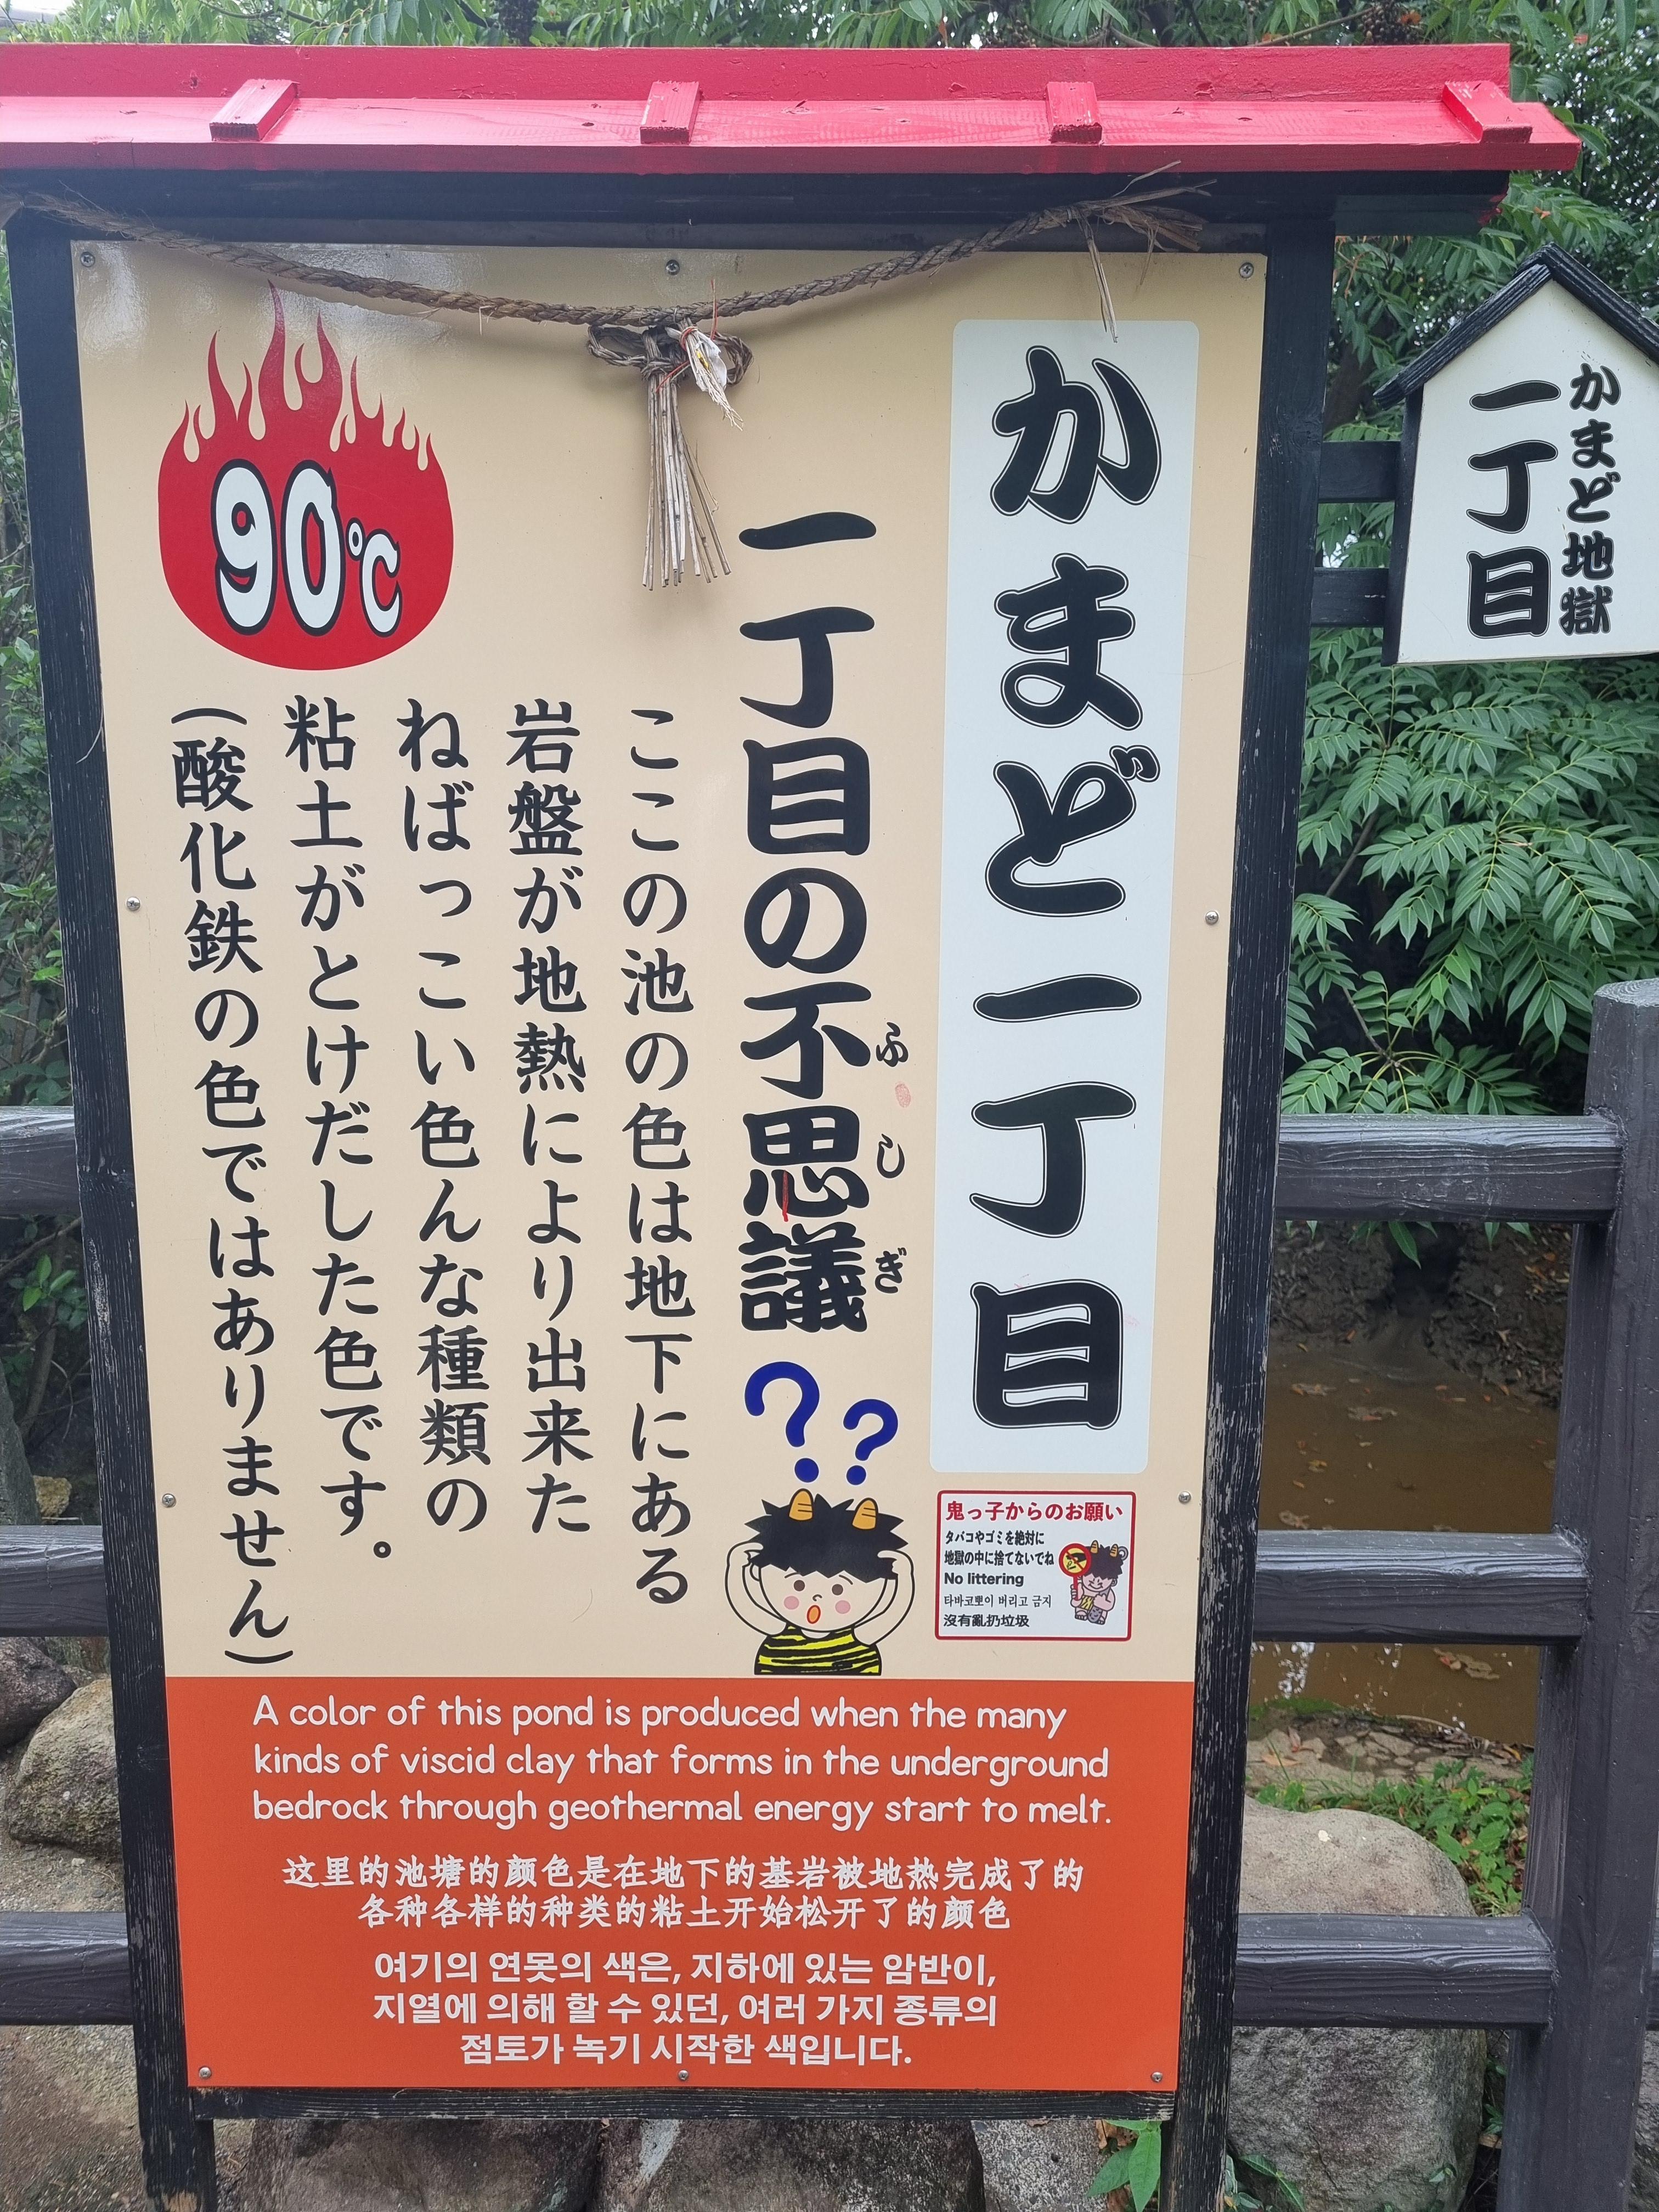 かまど一丁目
一丁目の不思議??
ふしぎ
ここの池の色は地下にある
岩盤が地熱により出来た
ねばっこい色んな種類の
粘土がとけだした色です。
(酸化鉄の色ではありません)
90℃
鬼っ子からのお願い
タバコやゴミを絶対に
地獄の中に捨てないでね
No littering
타바코뽀이 버리고 금지
沒有亂扔垃圾
A color of this pond is produced when the many
kinds of viscid clay that forms in the underground
bedrock through geothermal energy start to melt.
这里的池塘的颜色是在地下的基岩被地热完成了的
各种各样的种类的粘土开始松开了的颜色
여기의 연못의 색은, 지하에 있는 암반이,
지열에 의해 할 수 있던, 여러 가지 종류의
점토가 녹기 시작한 색입니다.
かまど地獄
一丁目